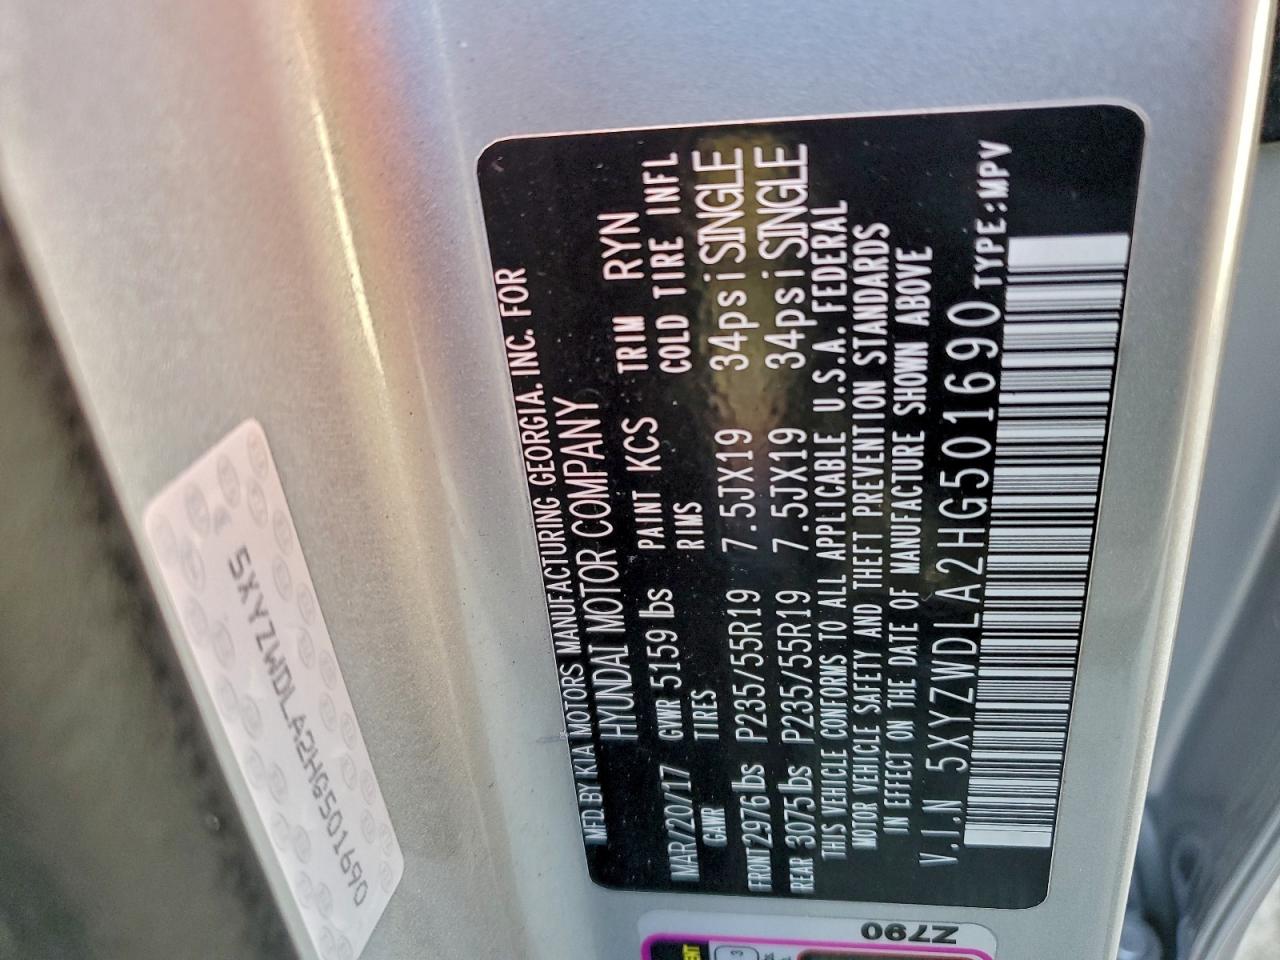 MFD. BY KIA MOTORS MANUFACTURING GEORGIA. INC. FOR
HYUNDAI MOTOR COMPANY
MAR/20/17 GVWR 5159 lbs PAINT KCS TRIM RYN
GAWR TIRES RIMS COLD TIRE INFL
FRONT 2976 lbs P235/55R19 7.5JX19 34psi SINGLE
REAR 3075 lbs P235/55R19 7.5JX19 34psi SINGLE
THIS VEHICLE CONFORMS TO ALL APPLICABLE U.S.A. FEDERAL
MOTOR VEHICLE SAFETY AND THEFT PREVENTION STANDARDS
IN EFFECT ON THE DATE OF MANUFACTURE SHOWN ABOVE
V.I.N 5XYZWDLA2HG501690 TYPE:MPV
5XYZWDLA2HG501690
Z790
3